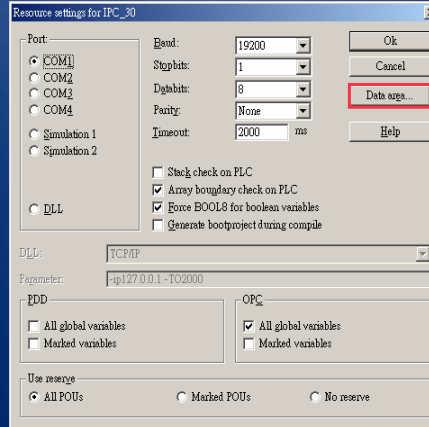 Resource settings for IPC_30
Port:
COM1
COM2
COM3
COM4
Simulation 1
Simulation 2
DLL
Baud: 19200
Stopbits: 1
Databits: 8
Parity: None
Timeout: 2000 ms
Ok
Cancel
Data area...
Help
Stack check on PLC
Array boundary check on PLC
Force BOOL8 for boolean variables
Generate bootproject during compile
DLL: TCP/IP
Parameter: -ip127.0.0.1 -TO2000
PDD
All global variables
Marked variables
OPC
All global variables
Marked variables
Use reserve
All POUs Marked POUs No reserve